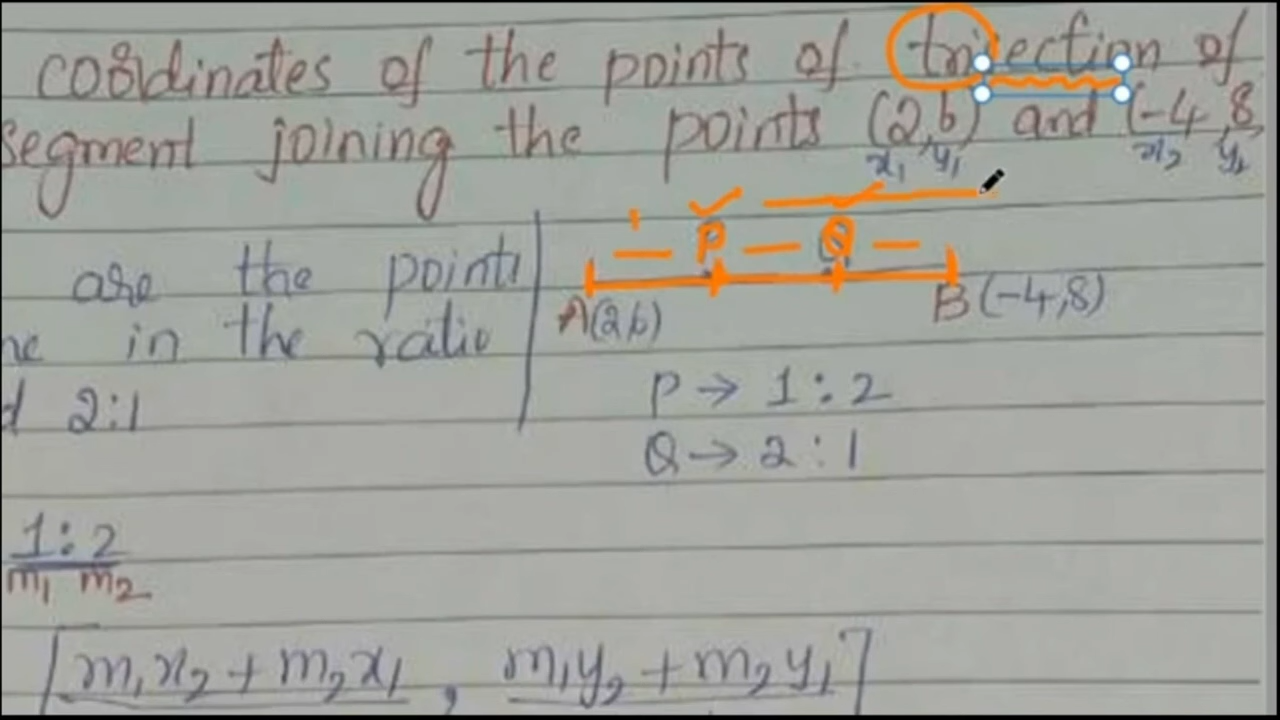 coordinates of the points of trisection of
segment joining the points (2,6) and (-4,8
x₁ y₁ x₂ y₂
are the points
in the ratio
2:1
1
P Q
A(2,6) B(-4,8)
P → 1:2
Q → 2:1
1:2
m₁ m₂
[m₁x₂ + m₂x₁ , m₁y₂ + m₂y₁]